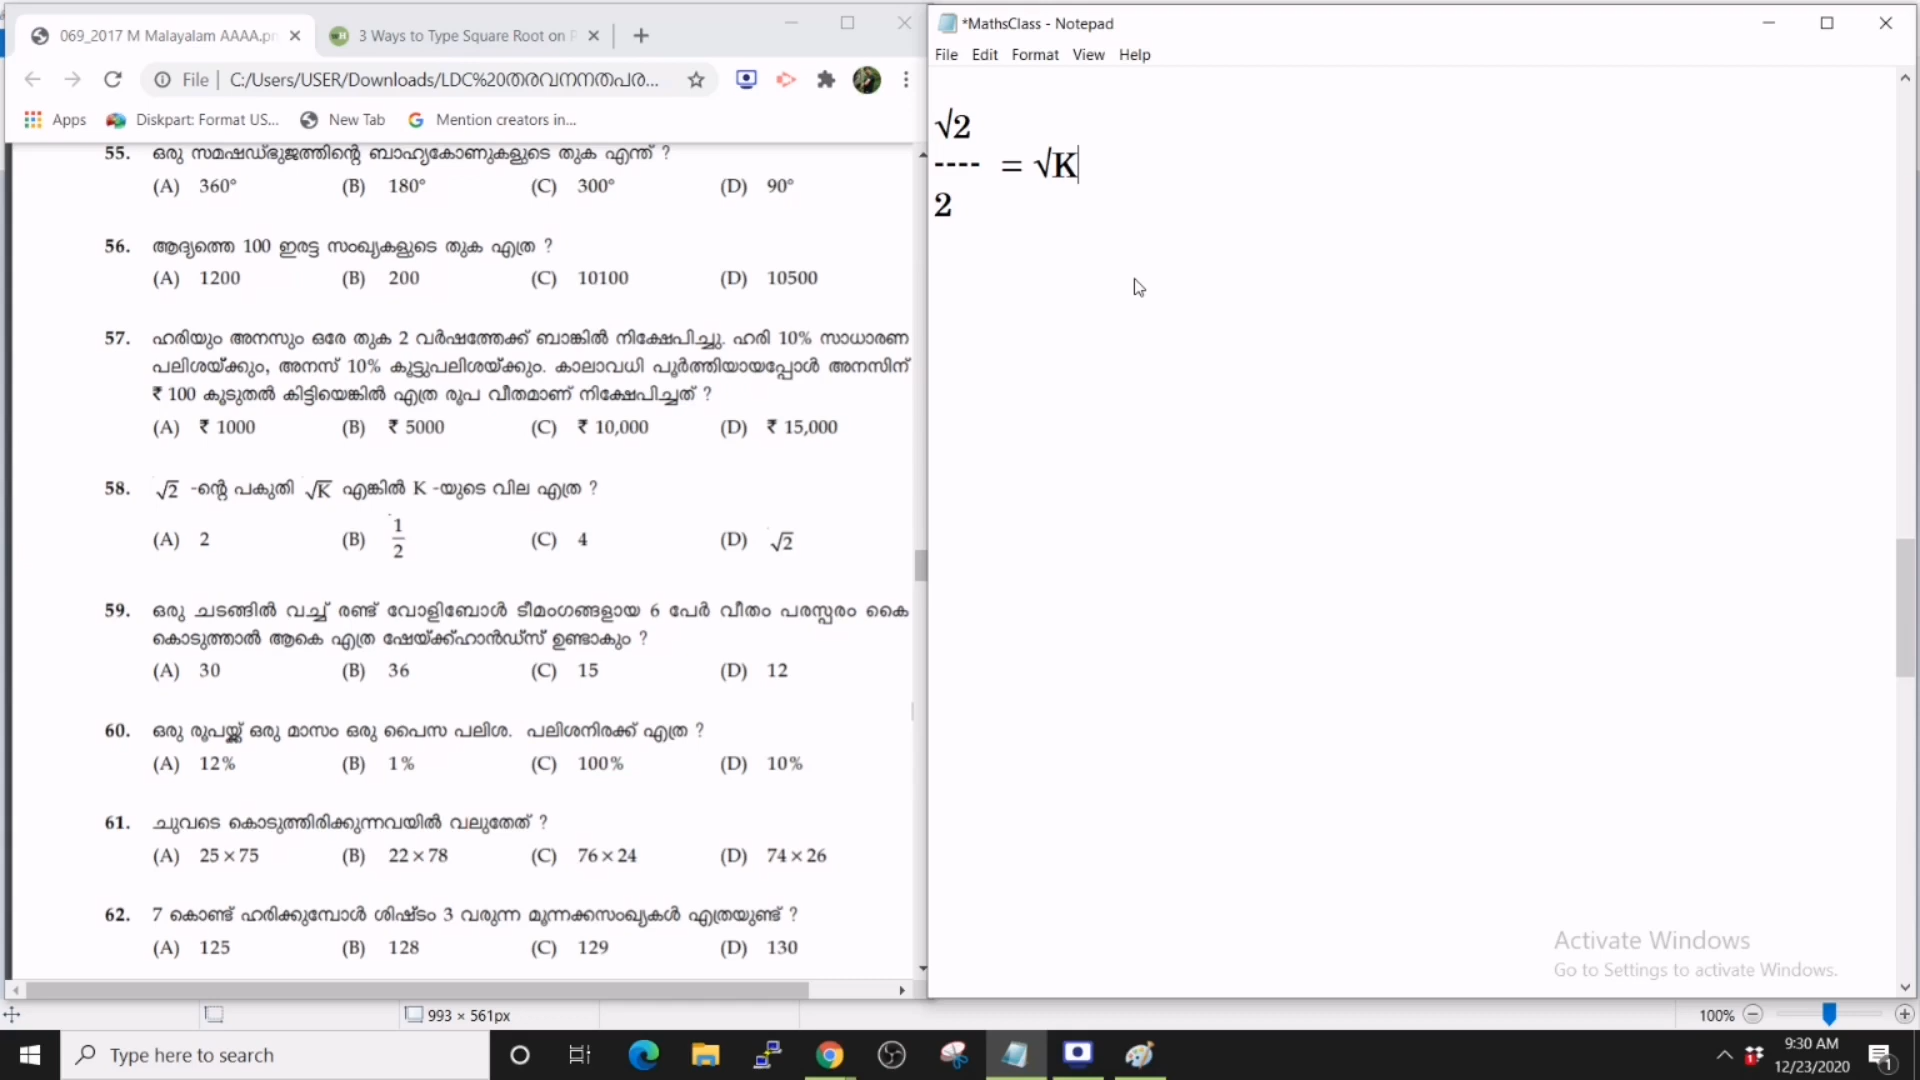 069_2017 M Malayalam AAAA.pn
3 Ways to Type Square Root on P
File
C:/Users/USER/Downloads/LDC%20തരവനനതപര...
Apps
Diskpart: Format US...
New Tab
Mention creators in...
55. ഒരു സമഷഡ്ഭുജത്തിന്റെ ബാഹ്യകോണുകളുടെ തുക എന്ത് ?
(A) 360° (B) 180° (C) 300° (D) 90°
56. ആദ്യത്തെ 100 ഇരട്ട സംഖ്യകളുടെ തുക എത്ര ?
(A) 1200 (B) 200 (C) 10100 (D) 10500
57. ഹരിയും അനസും ഒരേ തുക 2 വർഷത്തേക്ക് ബാങ്കിൽ നിക്ഷേപിച്ചു. ഹരി 10% സാധാരണ
പലിശയ്ക്കും, അനസ് 10% കൂട്ടുപലിശയ്ക്കും. കാലാവധി പൂർത്തിയായപ്പോൾ അനസിന്
₹ 100 കൂടുതൽ കിട്ടിയെങ്കിൽ എത്ര രൂപ വീതമാണ് നിക്ഷേപിച്ചത് ?
(A) ₹ 1000 (B) ₹ 5000 (C) ₹ 10,000 (D) ₹ 15,000
58. √2 -ന്റെ പകുതി √K എങ്കിൽ K -യുടെ വില എത്ര ?
(A) 2 (B) 1/2 (C) 4 (D) √2
59. ഒരു ചടങ്ങിൽ വച്ച് രണ്ട് വോളിബോൾ ടീമംഗങ്ങളായ 6 പേർ വീതം പരസ്പരം കൈ
കൊടുത്താൽ ആകെ എത്ര ഷേയ്ക്ക്ഹാൻഡ്സ് ഉണ്ടാകും ?
(A) 30 (B) 36 (C) 15 (D) 12
60. ഒരു രൂപയ്ക്ക് ഒരു മാസം ഒരു പൈസ പലിശ. പലിശനിരക്ക് എത്ര ?
(A) 12% (B) 1% (C) 100% (D) 10%
61. ചുവടെ കൊടുത്തിരിക്കുന്നവയിൽ വലുതേത് ?
(A) 25×75 (B) 22×78 (C) 76×24 (D) 74×26
62. 7 കൊണ്ട് ഹരിക്കുമ്പോൾ ശിഷ്ടം 3 വരുന്ന മൂന്നക്കസംഖ്യകൾ എത്രയുണ്ട് ?
(A) 125 (B) 128 (C) 129 (D) 130
*MathsClass - Notepad
File Edit Format View Help
√2
---- = √K
2
Activate Windows
Go to Settings to activate Windows.
993 × 561px
100%
Type here to search
9:30 AM
12/23/2020
1